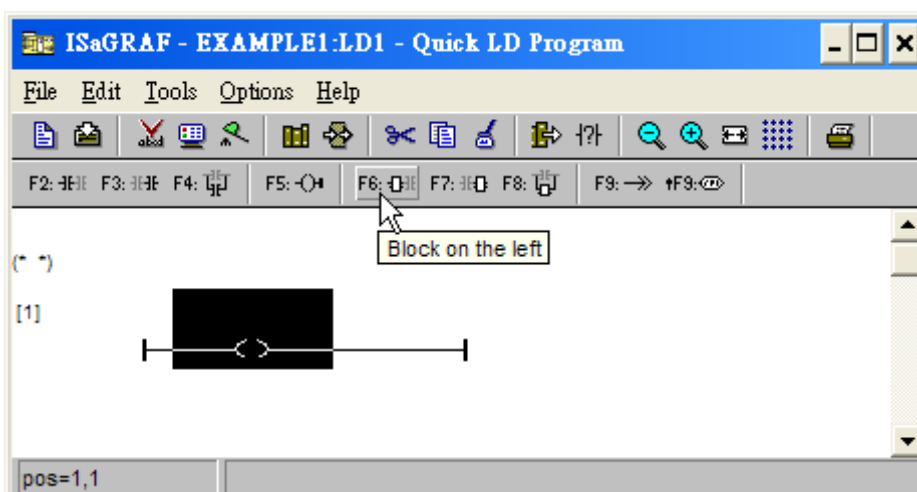 ISaGRAF - EXAMPLE1:LD1 - Quick LD Program
File Edit Tools Options Help
F2: F3: F4: F5: F6: F7: F8: F9: F9:
Block on the left
(* *)
[1]
pos=1,1